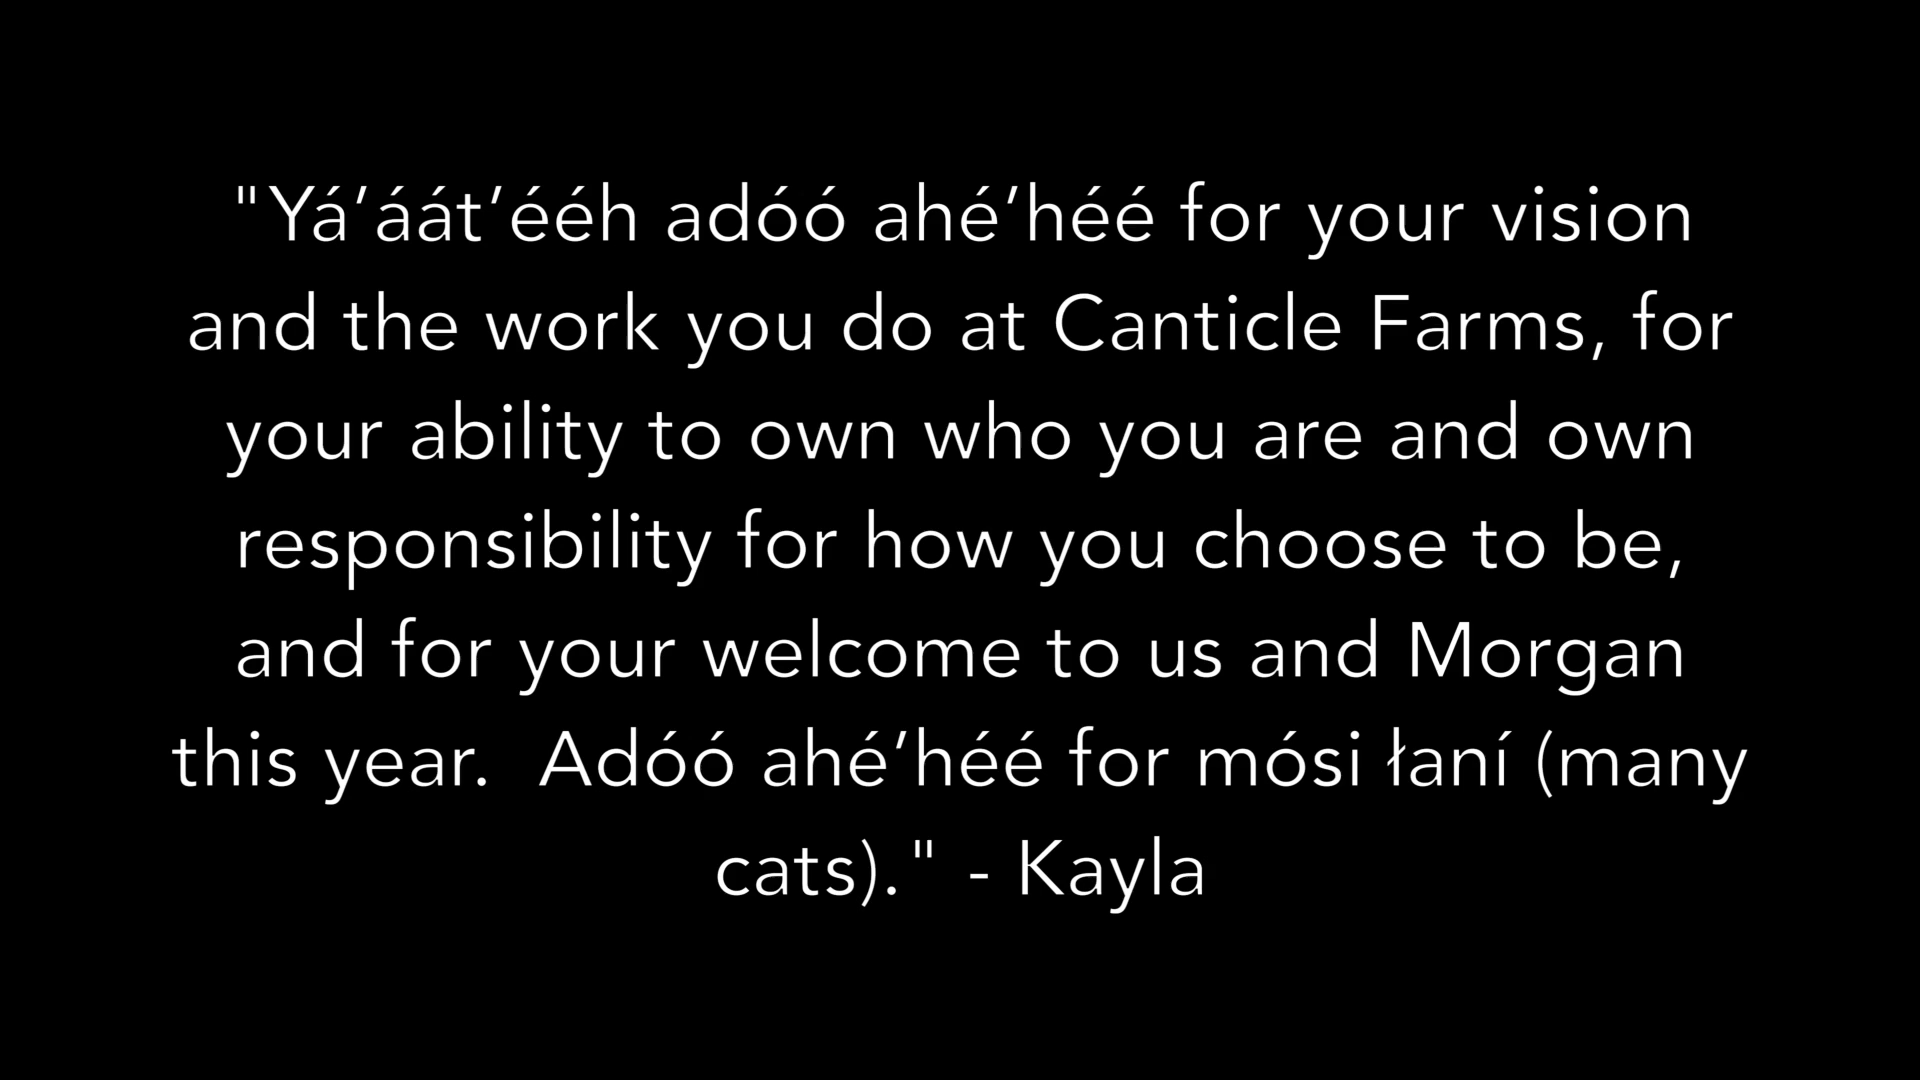 "Yá’áát’ééh adóó ahé’héé for your vision
and the work you do at Canticle Farms, for
your ability to own who you are and own
responsibility for how you choose to be,
and for your welcome to us and Morgan
this year.  Adóó ahé’héé for mósi łaní (many
cats)." - Kayla